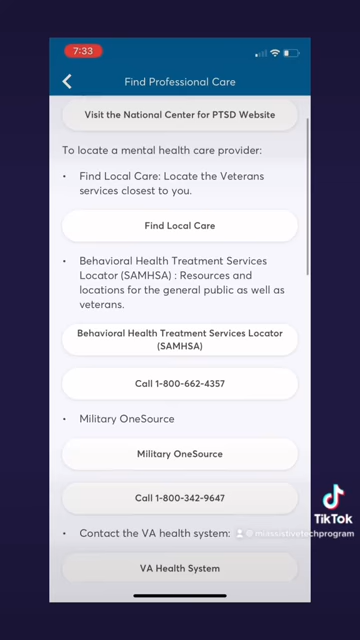 7:33
Find Professional Care
Visit the National Center for PTSD Website
To locate a mental health care provider:
• Find Local Care: Locate the Veterans
services closest to you.
Find Local Care
• Behavioral Health Treatment Services
Locator (SAMHSA) : Resources and
locations for the general public as well as
veterans.
Behavioral Health Treatment Services Locator
(SAMHSA)
Call 1-800-662-4357
• Military OneSource
Military OneSource
Call 1-800-342-9647
TikTok
• Contact the VA health system:
@ miassistivetechprogram
VA Health System